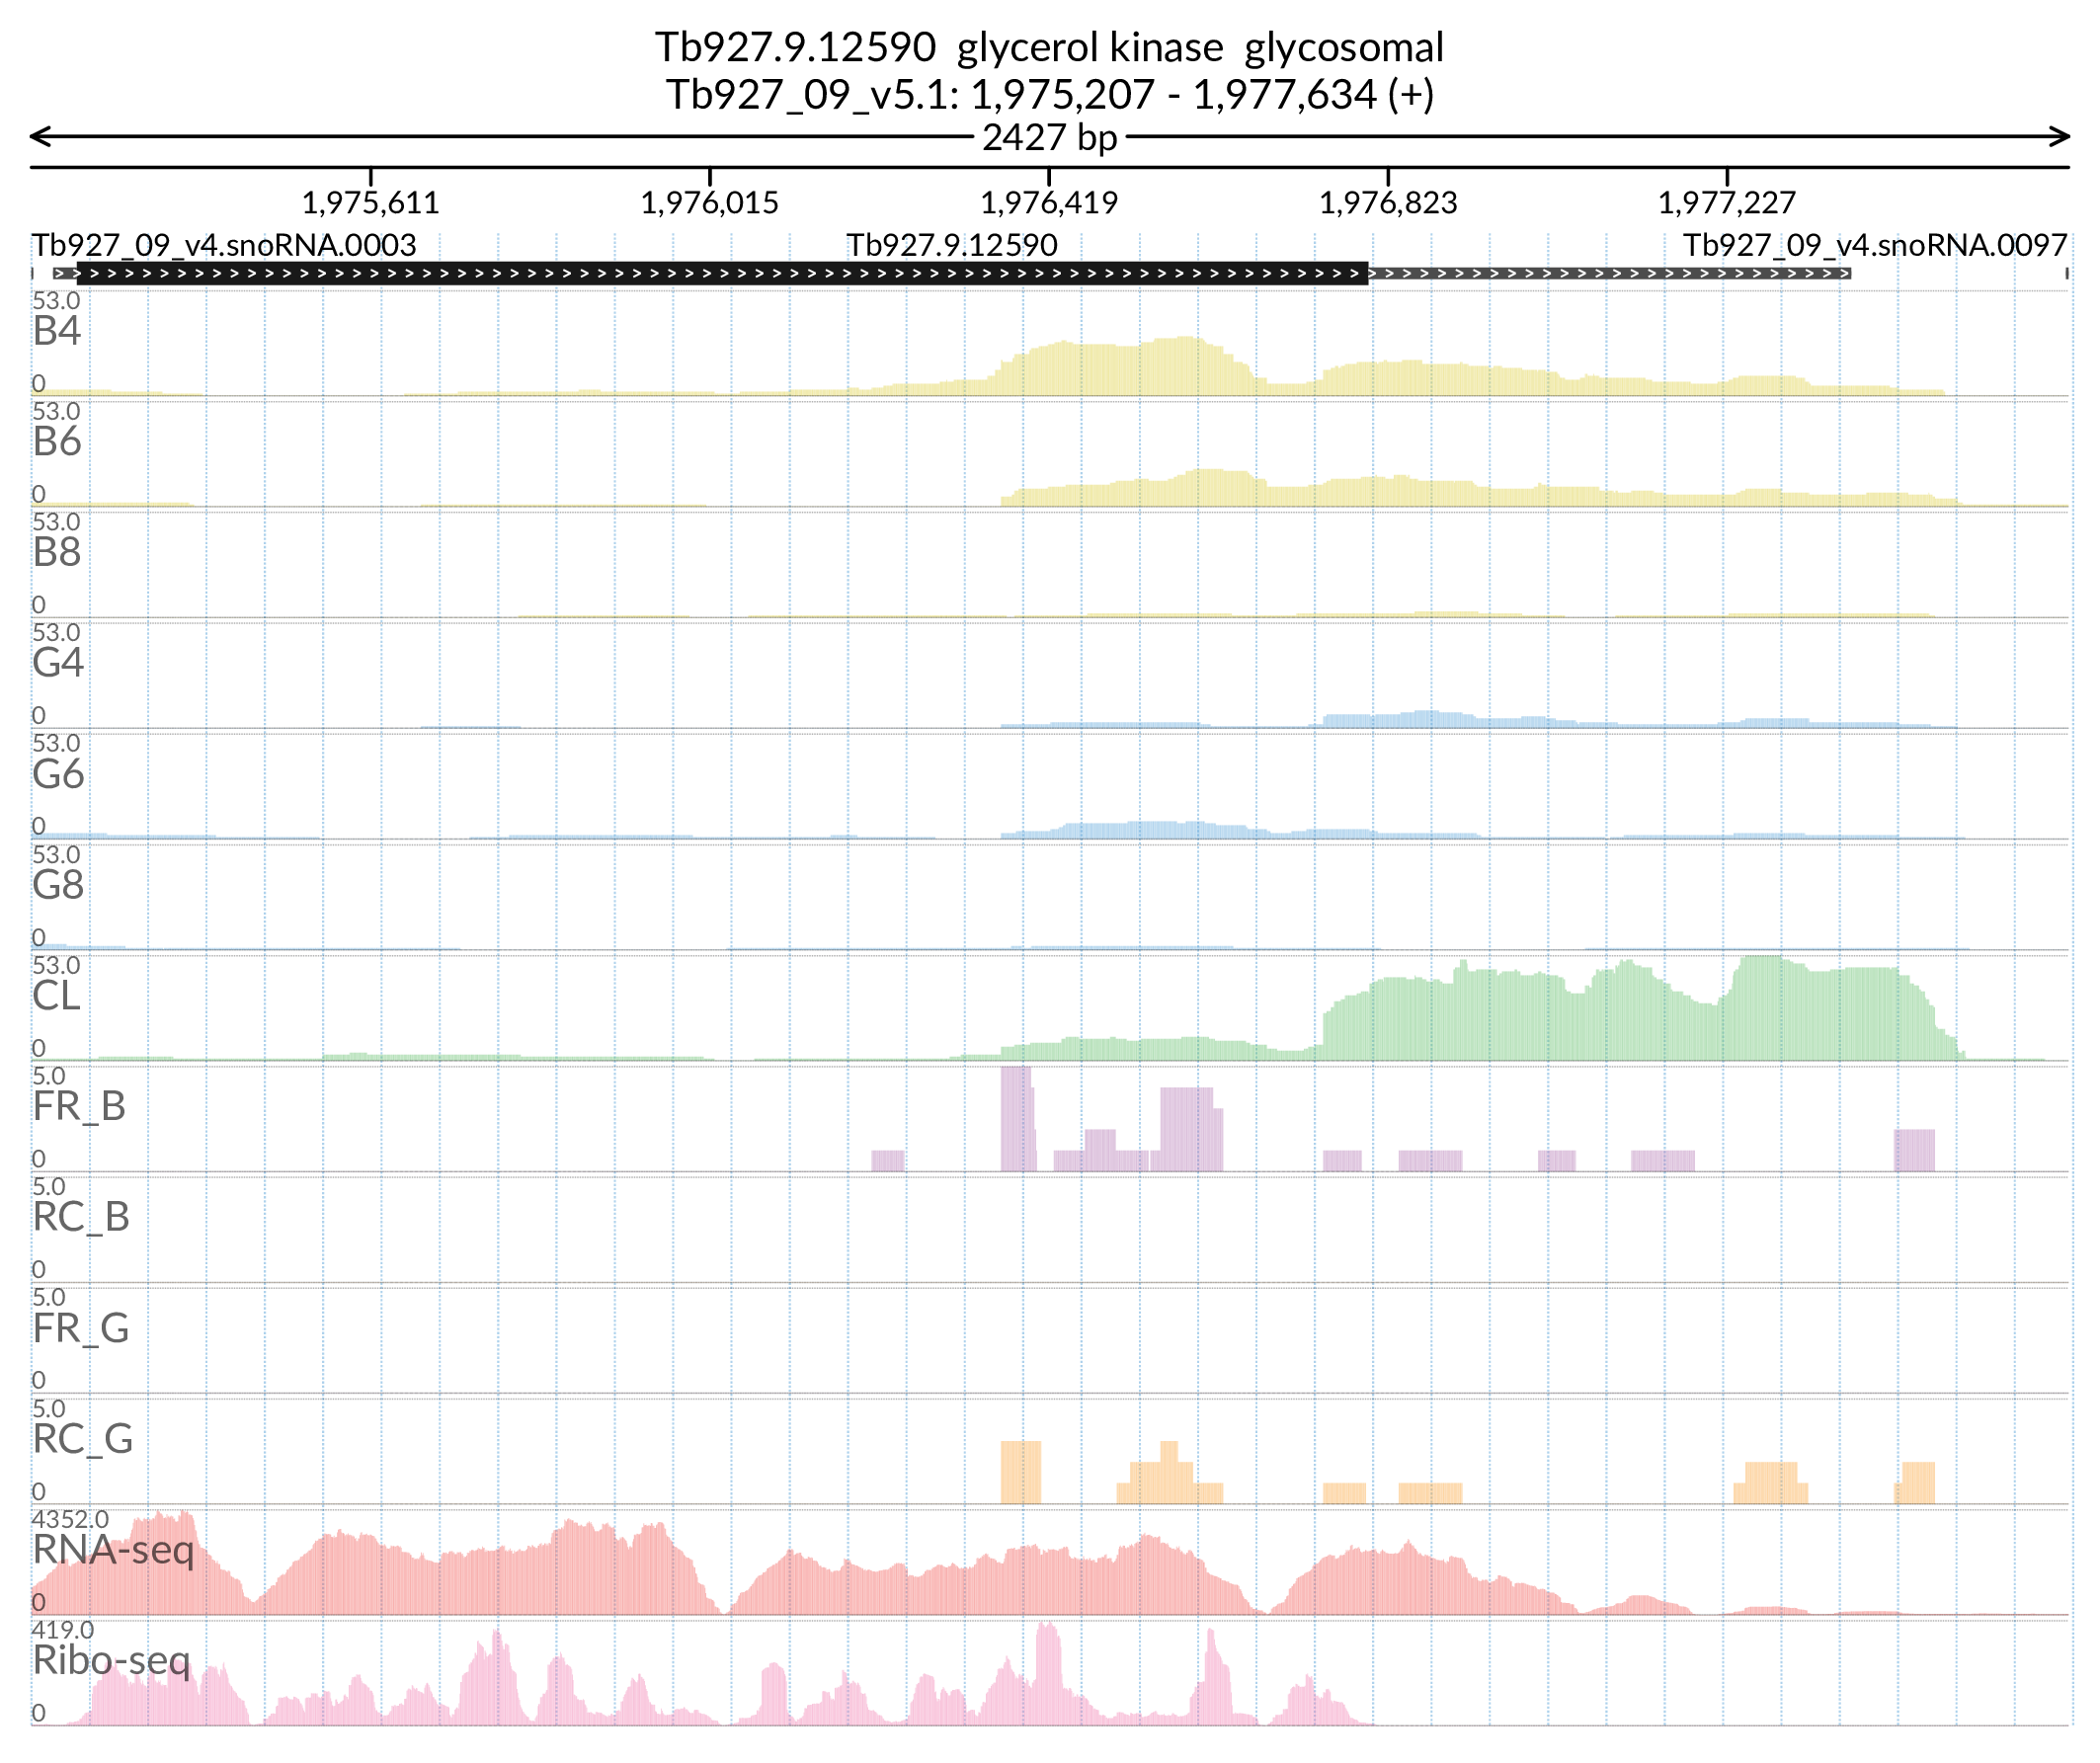 Tb927.9.12590 glycerol kinase glycosomal
Tb927_09_v5.1: 1,975,207 - 1,977,634 (+)
2427 bp
1,975,611 1,976,015 1,976,419 1,976,823 1,977,227
Tb927_09_v4.snoRNA.0003 Tb927.9.12590 Tb927_09_v4.snoRNA.0097
53.0
B4
0
53.0
B6
0
53.0
B8
0
53.0
G4
0
53.0
G6
0
53.0
G8
0
53.0
CL
0
5.0
FR_B
0
5.0
RC_B
0
5.0
FR_G
0
5.0
RC_G
0
4352.0
RNA-seq
0
419.0
Ribo-seq
0